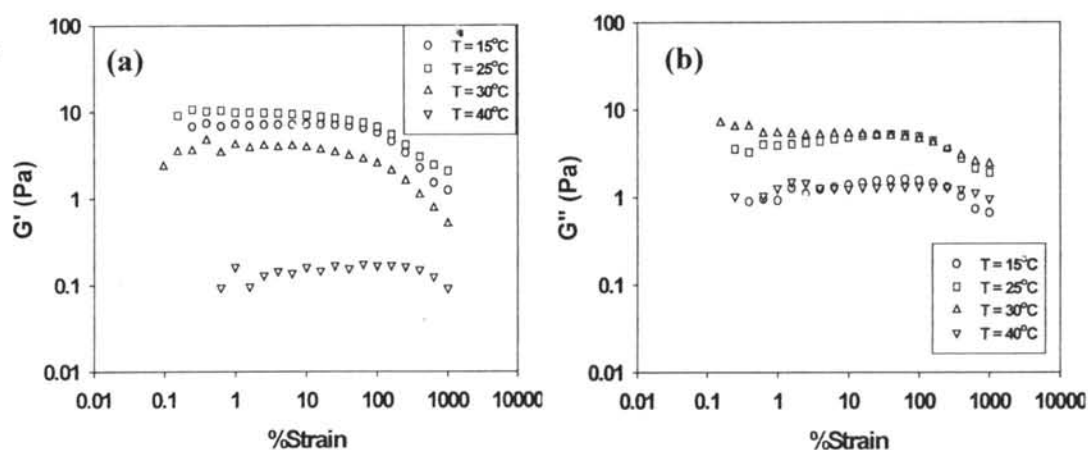 (a)
G' (Pa)
100
10
1
0.1
0.01
T = 15°C
T = 25°C
T = 30°C
T = 40°C
0.01 0.1 1 10 100 1000 10000
%Strain
(b)
G'' (Pa)
100
10
1
0.1
0.01
T = 15°C
T = 25°C
T = 30°C
T = 40°C
0.01 0.1 1 10 100 1000 10000
%Strain